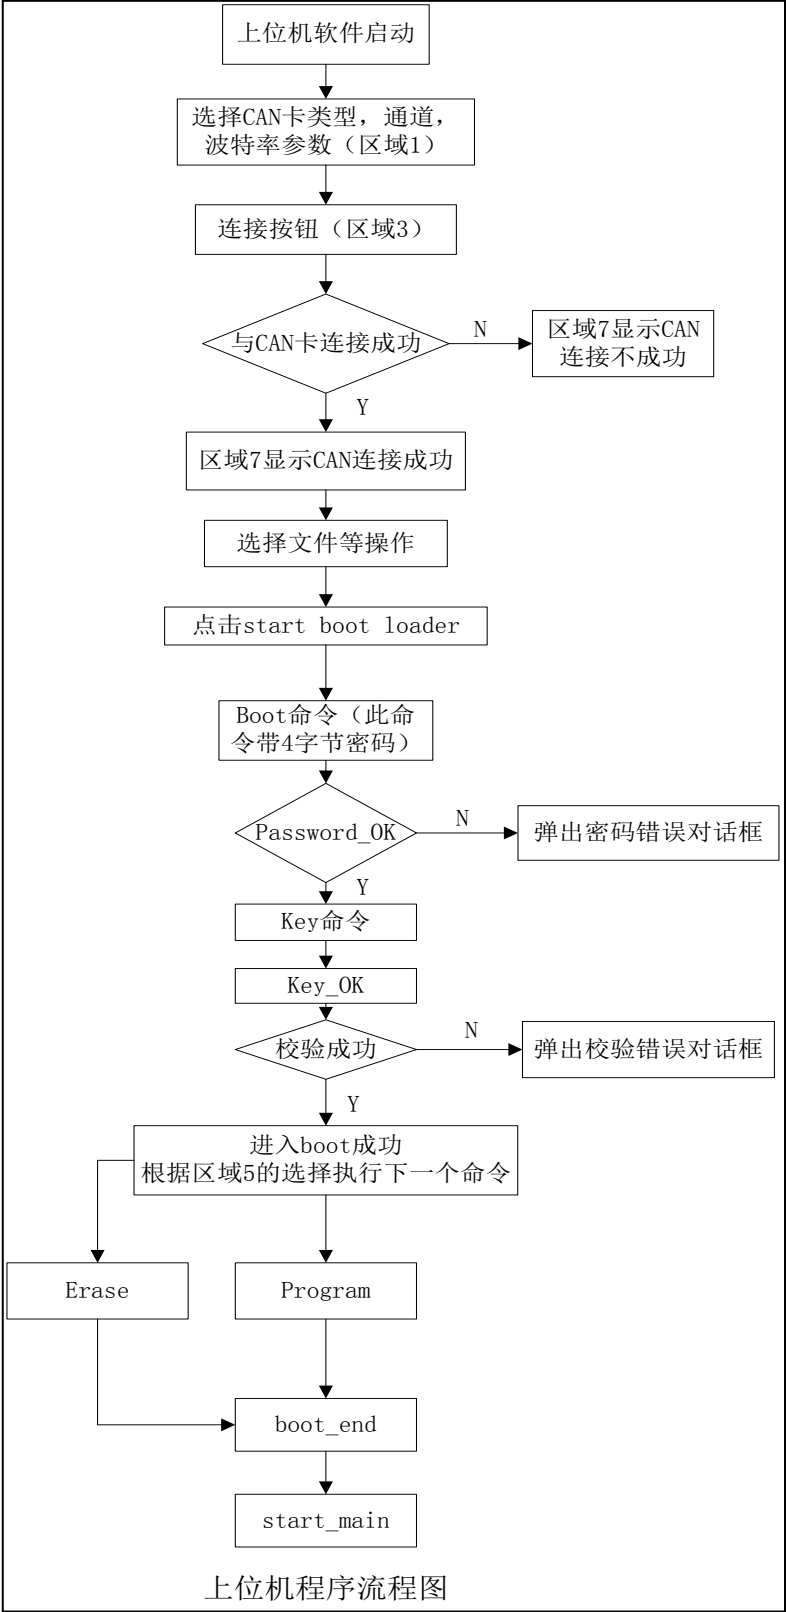 上位机软件启动
选择CAN卡类型，通道，
波特率参数（区域1）
连接按钮（区域3）
与CAN卡连接成功
N
区域7显示CAN
连接不成功
Y
区域7显示CAN连接成功
选择文件等操作
点击start boot loader
Boot命令（此命
令带4字节密码）
Password_OK
N
弹出密码错误对话框
Y
Key命令
Key_OK
校验成功
N
弹出校验错误对话框
Y
进入boot成功
根据区域5的选择执行下一个命令
Erase
Program
boot_end
start_main
上位机程序流程图